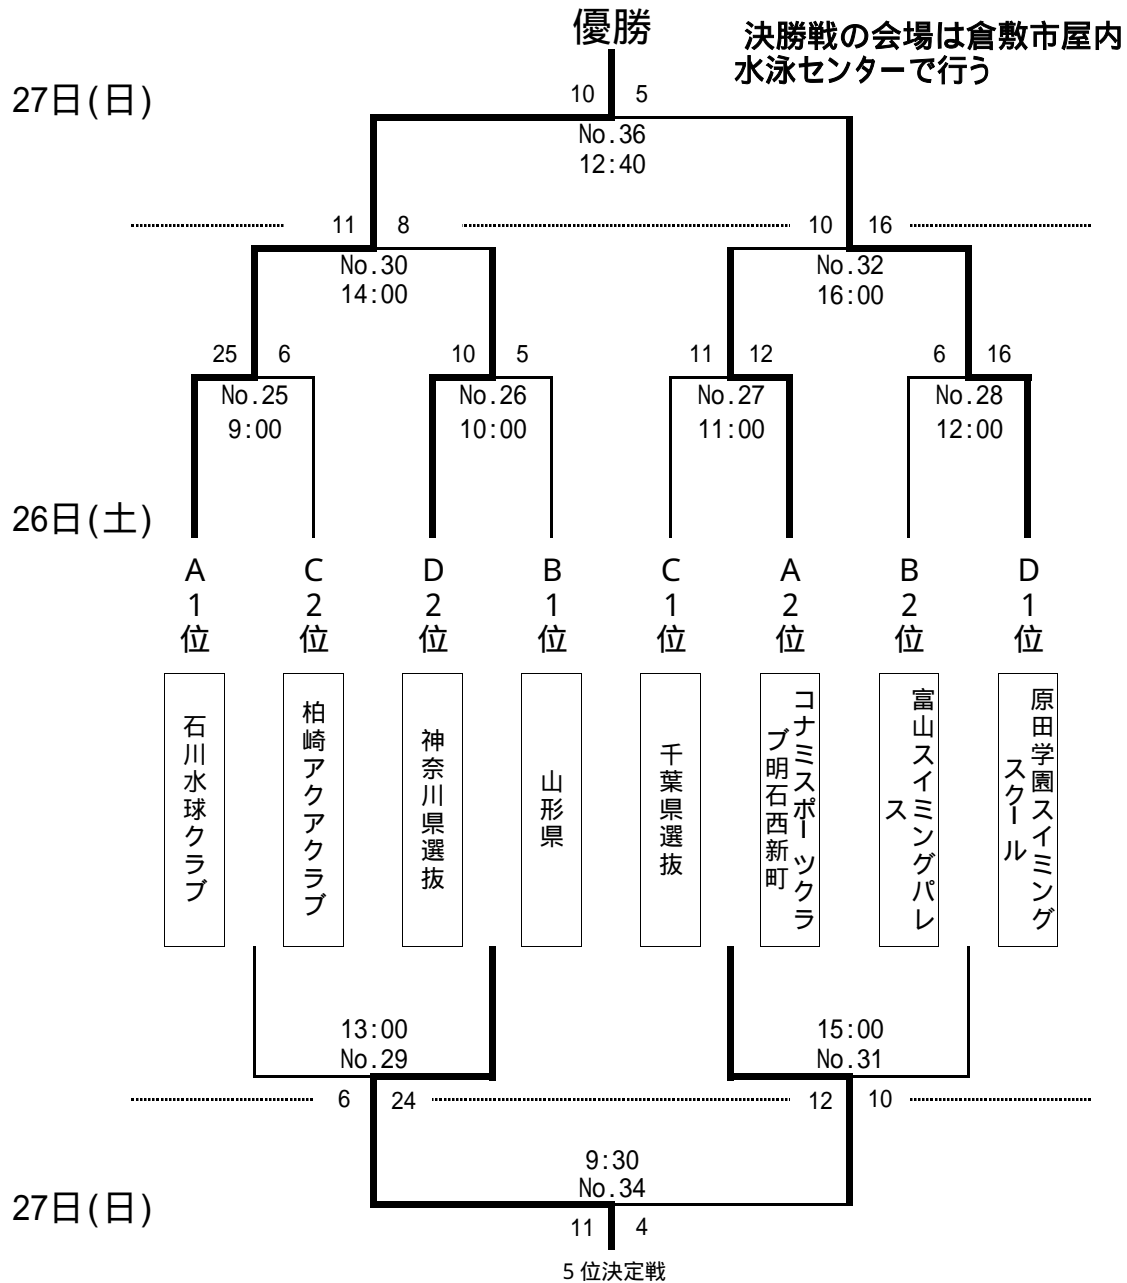 優勝
決勝戦の会場は倉敷市屋内
水泳センターで行う
27日(日)
10 5
No.36
12:40
11 8
10 16
No.30
14:00
No.32
16:00
25 6
10 5
11 12
6 16
No.25
9:00
No.26
10:00
No.27
11:00
No.28
12:00
26日(土)
A1位
C2位
D2位
B1位
C1位
A2位
B2位
D1位
石川水球クラブ
柏崎アクアクラブ
神奈川県選抜
山形県
千葉県選抜
コナミスポーツクラ
ブ明石西新町
富山スイミングパレ
ス
原田学園スイミング
スクール
13:00
No.29
15:00
No.31
6 24
12 10
9:30
No.34
27日(日)
11 4
5位決定戦